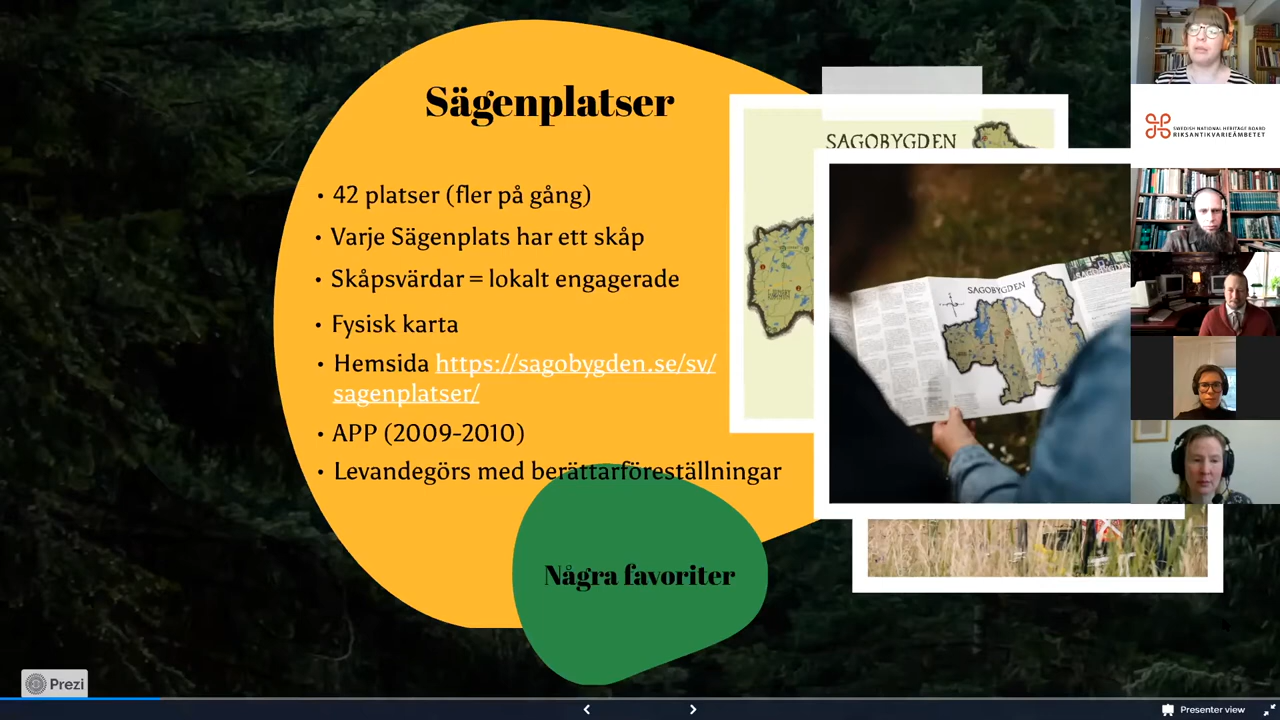 Sägenplatser
• 42 platser (fler på gång)
• Varje Sägenplats har ett skåp
• Skåpsvärdar = lokalt engagerade
• Fysisk karta
• Hemsida https://sagobygden.se/sv/
sagenplatser/
• APP (2009-2010)
• Levandegörs med berättarföreställningar
Några favoriter
SAGOBYGDEN
SAGOBYGDEN
SWEDISH NATIONAL HERITAGE BOARD
RIKSANTIKVARIEÄMBETET
Prezi
Presenter view